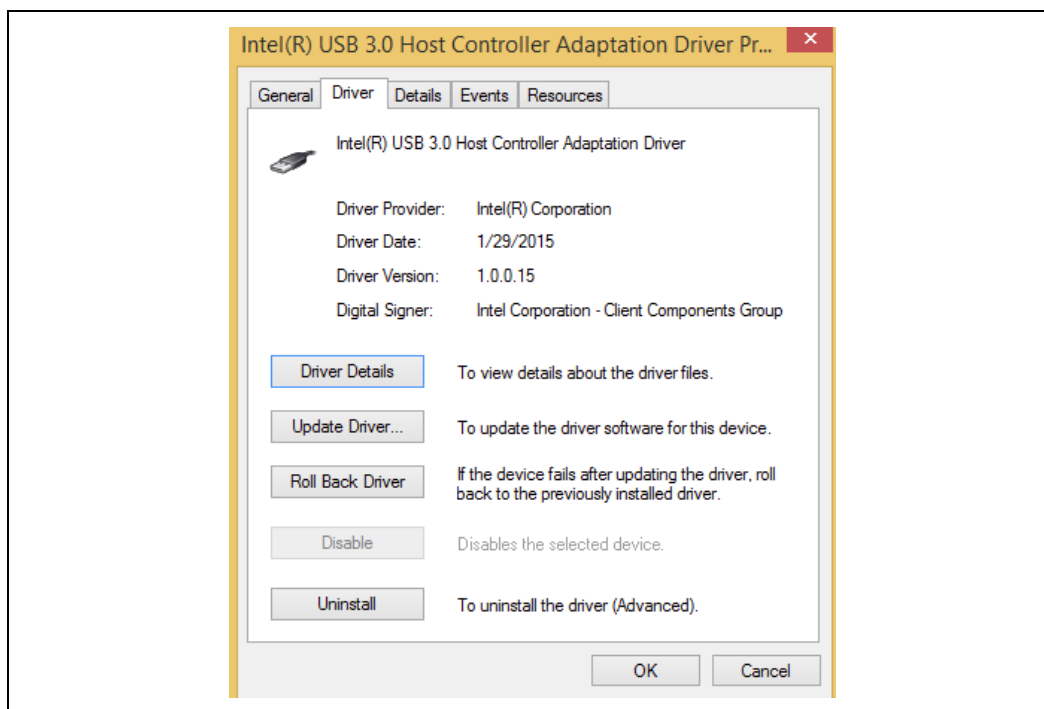 Intel(R) USB 3.0 Host Controller Adaptation Driver Pr...
General Driver Details Events Resources
Intel(R) USB 3.0 Host Controller Adaptation Driver
Driver Provider: Intel(R) Corporation
Driver Date: 1/29/2015
Driver Version: 1.0.0.15
Digital Signer: Intel Corporation - Client Components Group
Driver Details To view details about the driver files.
Update Driver... To update the driver software for this device.
Roll Back Driver If the device fails after updating the driver, roll
back to the previously installed driver.
Disable Disables the selected device.
Uninstall To uninstall the driver (Advanced).
OK Cancel